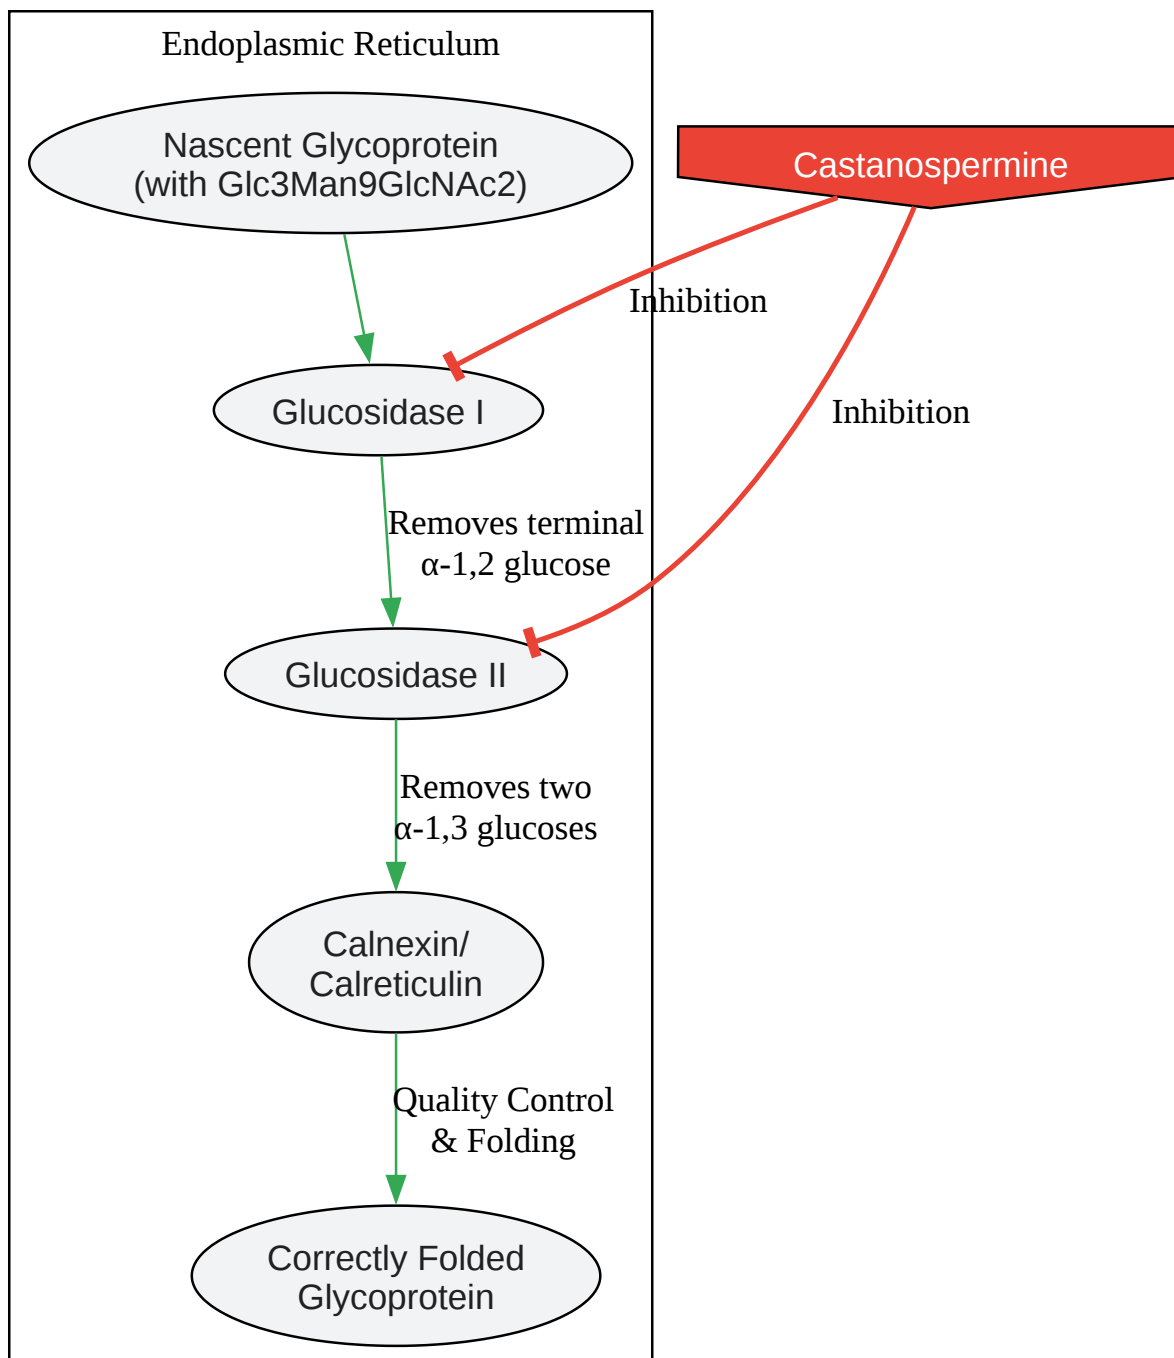 Endoplasmic Reticulum
Nascent Glycoprotein
(with Glc3Man9GlcNAc2)
Castanospermine
Inhibition
Glucosidase I
Inhibition
Removes terminal
α-1,2 glucose
Glucosidase II
Removes two
α-1,3 glucoses
Calnexin/
Calreticulin
Quality Control
& Folding
Correctly Folded
Glycoprotein